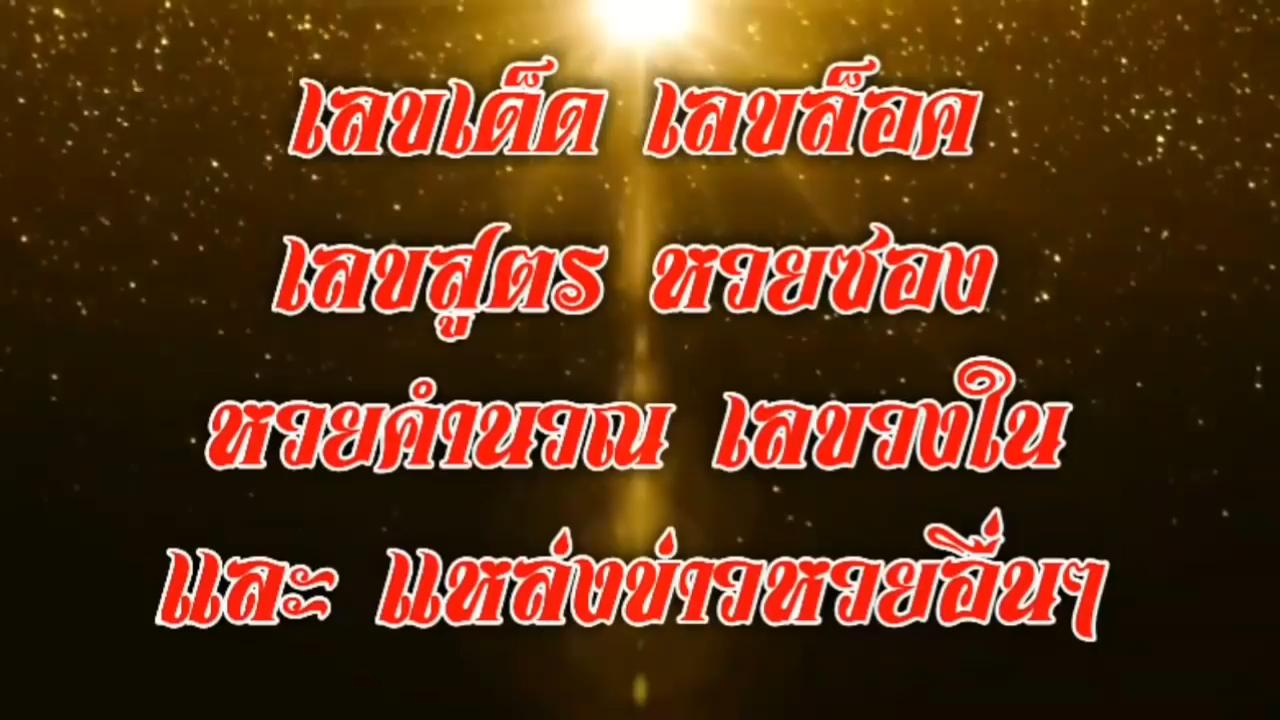 เลขเด็ด เลขล็อค
เลขสูตร หวยซอง
หวยคำนวณ เลขวงใน
และ แหล่งข่าวหวยอื่นๆ